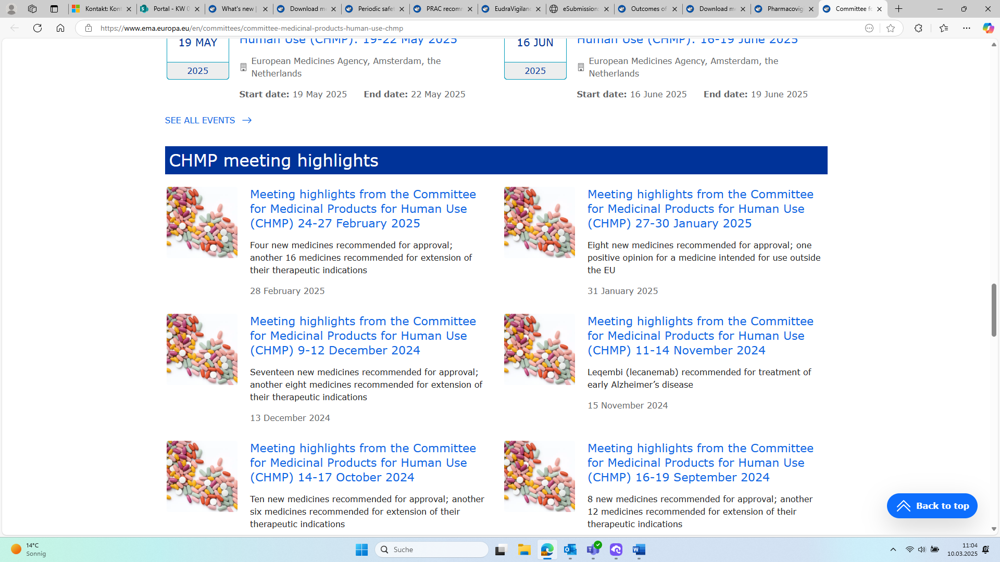 Kontakt: Kon
Portal - KW 0
What's new |
Download m
Periodic safet
PRAC recom
EudraVigilan
eSubmission
Outcomes of
Download m
Pharmacovig
Committee fo
https://www.ema.europa.eu/en/committees/committee-medicinal-products-human-use-chmp
19 MAY
2025
Human Use (CHMP): 19-22 May 2025
European Medicines Agency, Amsterdam, the
Netherlands
Start date: 19 May 2025 End date: 22 May 2025
16 JUN
2025
Human Use (CHMP): 16-19 June 2025
European Medicines Agency, Amsterdam, the
Netherlands
Start date: 16 June 2025 End date: 19 June 2025
SEE ALL EVENTS
CHMP meeting highlights
Meeting highlights from the Committee
for Medicinal Products for Human Use
(CHMP) 24-27 February 2025
Four new medicines recommended for approval;
another 16 medicines recommended for extension of
their therapeutic indications
28 February 2025
Meeting highlights from the Committee
for Medicinal Products for Human Use
(CHMP) 27-30 January 2025
Eight new medicines recommended for approval; one
positive opinion for a medicine intended for use outside
the EU
31 January 2025
Meeting highlights from the Committee
for Medicinal Products for Human Use
(CHMP) 9-12 December 2024
Seventeen new medicines recommended for approval;
another eight medicines recommended for extension of
their therapeutic indications
13 December 2024
Meeting highlights from the Committee
for Medicinal Products for Human Use
(CHMP) 11-14 November 2024
Leqembi (lecanemab) recommended for treatment of
early Alzheimer’s disease
15 November 2024
Meeting highlights from the Committee
for Medicinal Products for Human Use
(CHMP) 14-17 October 2024
Ten new medicines recommended for approval; another
six medicines recommended for extension of their
therapeutic indications
Meeting highlights from the Committee
for Medicinal Products for Human Use
(CHMP) 16-19 September 2024
8 new medicines recommended for approval; another
12 medicines recommended for extension of their
therapeutic indications
Back to top
14°C
Sonnig
Suche
11:04
10.03.2025